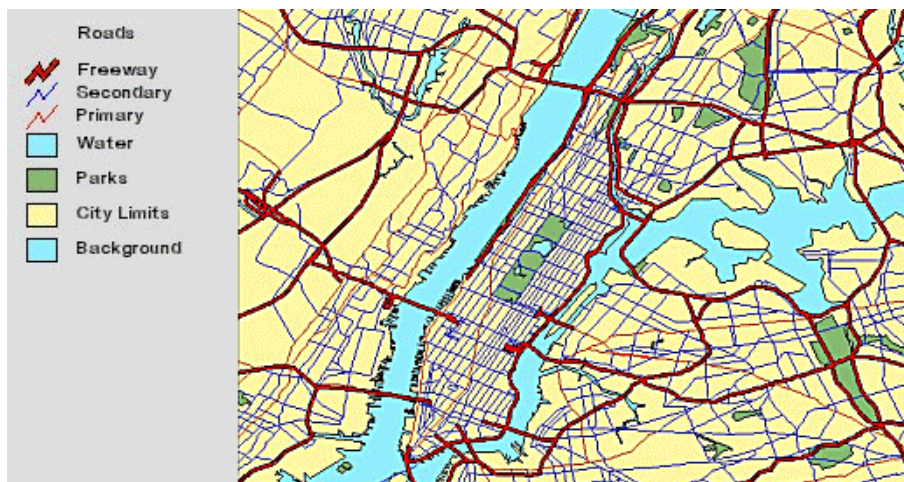 Roads
Freeway
Secondary
Primary
Water
Parks
City Limits
Background